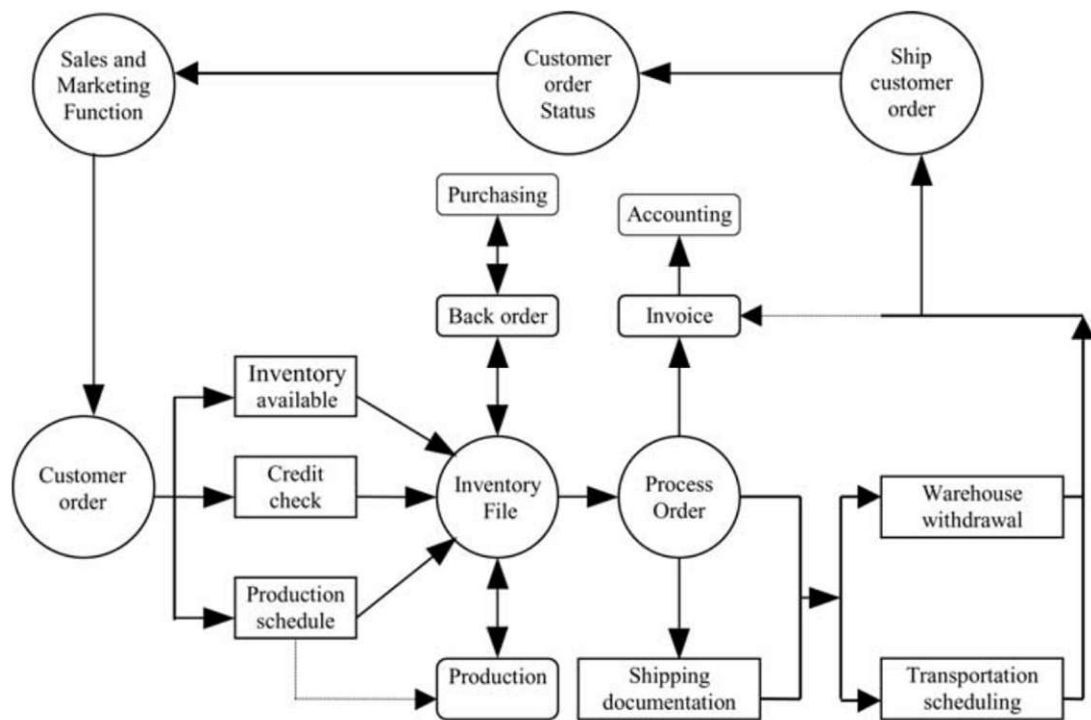 Sales and
Marketing
Function
Customer
order
Status
Ship
customer
order
Purchasing
Accounting
Back order
Invoice
Inventory
available
Customer
order
Credit
check
Inventory
File
Process
Order
Warehouse
withdrawal
Production
schedule
Production
Shipping
documentation
Transportation
scheduling